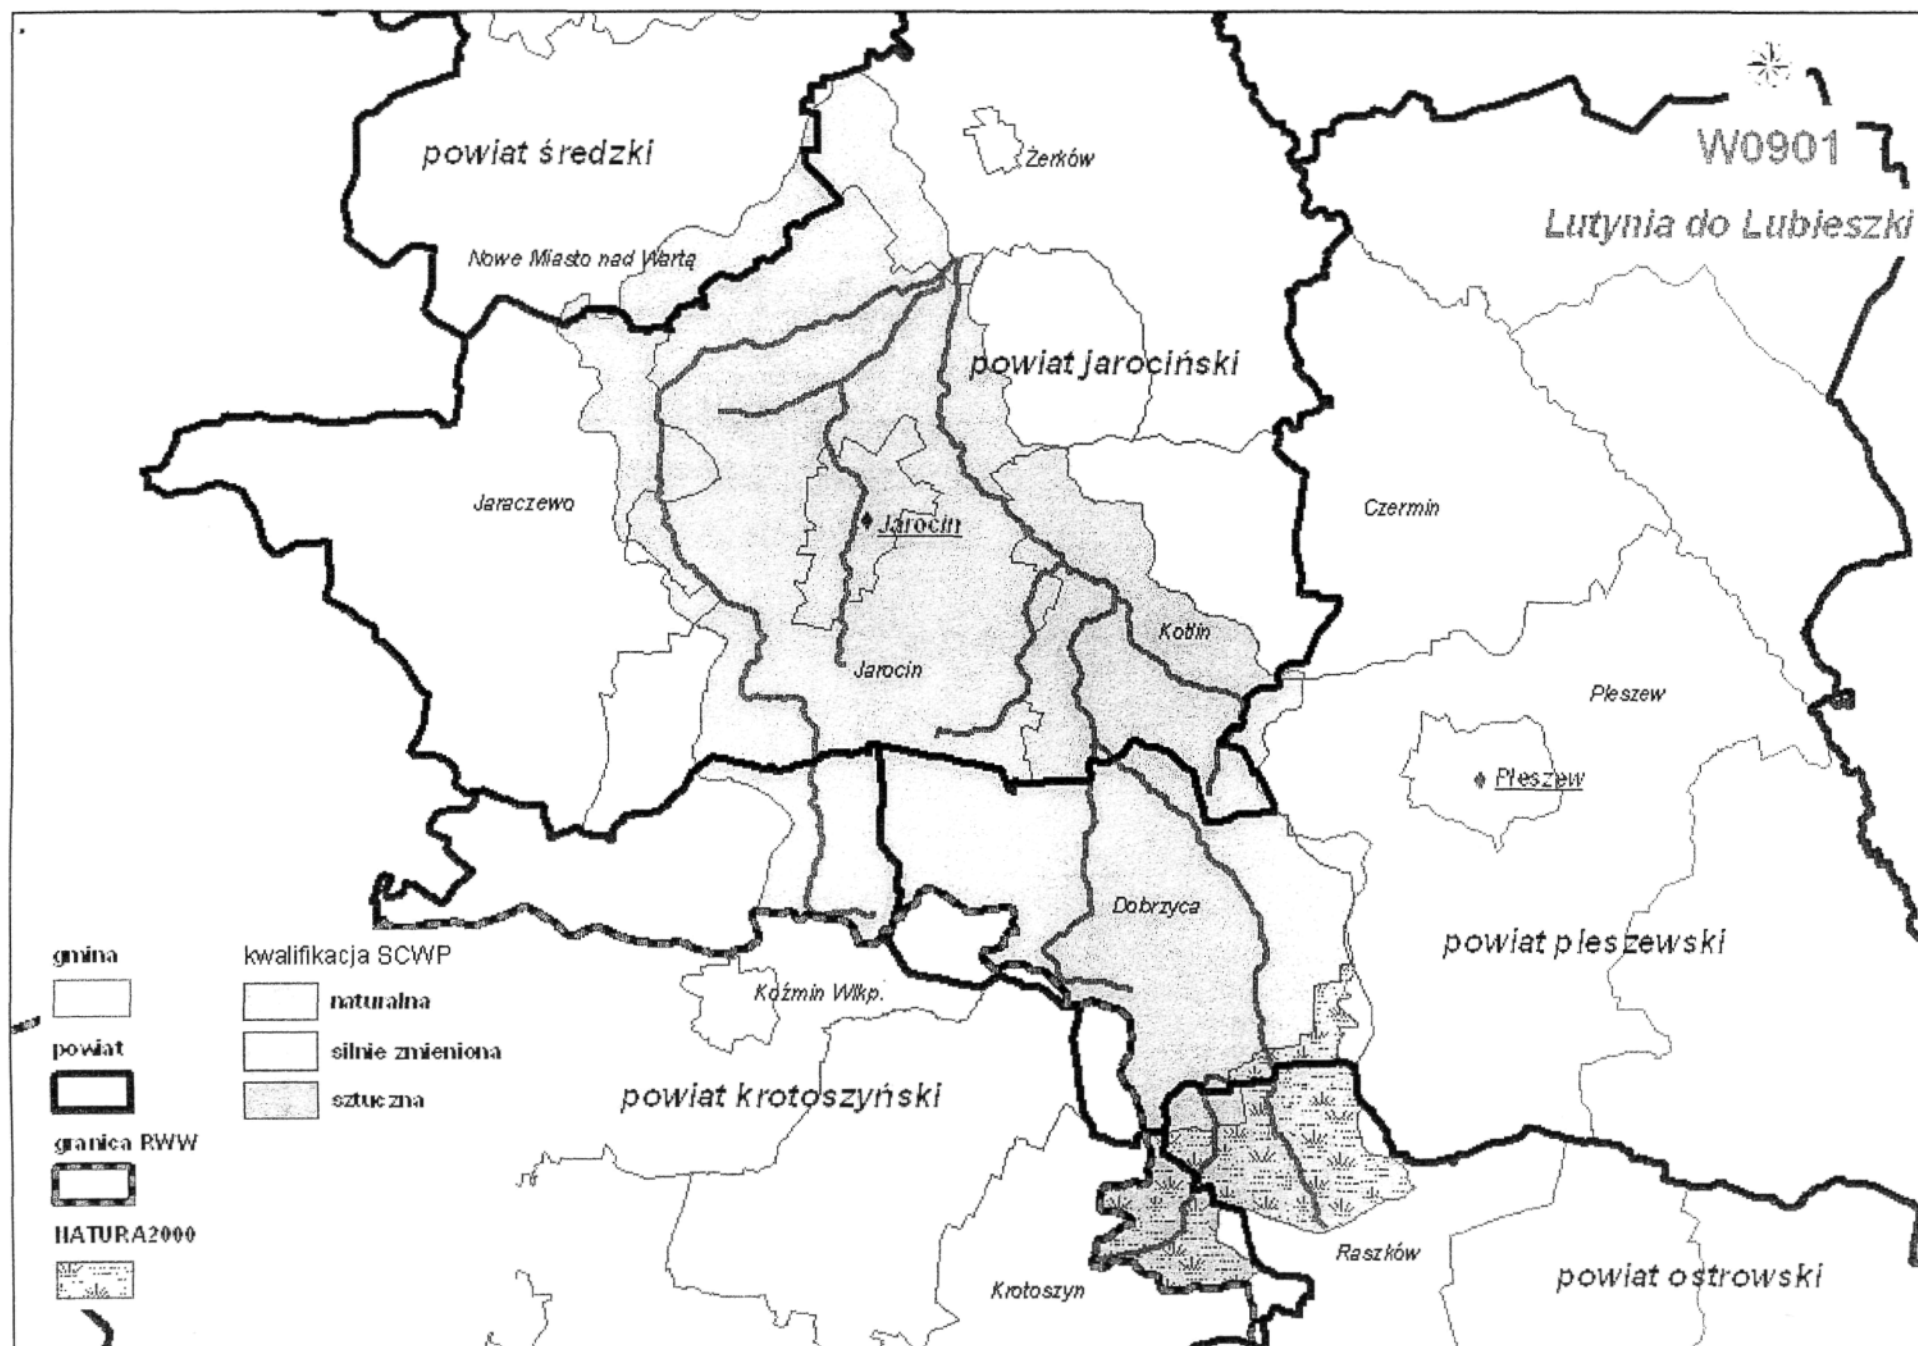 W0901
Lutynia do Lubieszki
powiat średzki
Żerków
Nowe Miasto nad Wartą
powiat jarociński
Jaraczewo
Jarocin
Czermin
Kotlin
Jarocin
Pleszew
Pleszew
Dobrzyca
powiat pleszewski
Koźmin Wlkp.
powiat krotoszyński
Raszków
Krotoszyn
powiat ostrowski
gmina
powiat
granica RWW
NATURA2000
kwalifikacja SCWP
naturalna
silnie zmieniona
sztuczna